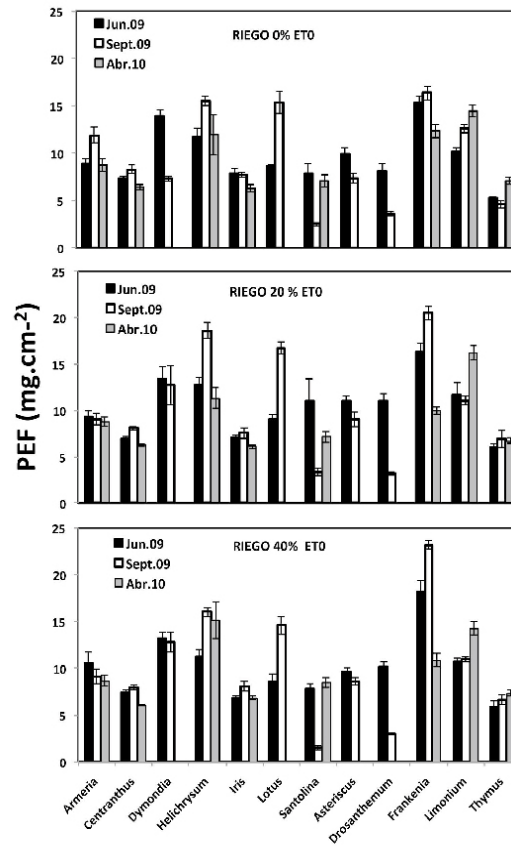 Jun.09
Sept.09
Abr.10
RIEGO 0% ET0
25
20
15
10
5
0
Jun.09
Sept.09
Abr.10
RIEGO 20 % ET0
25
20
15
10
5
0
PEF (mg.cm-²)
Jun.09
Sept.09
Abr.10
RIEGO 40% ET0
25
20
15
10
5
0
Armeria
Centranthus
Dymondia
Helichrysum
Iris
Lotus
Santolina
Asteriscus
Drosanthemum
Frankenia
Limonium
Thymus